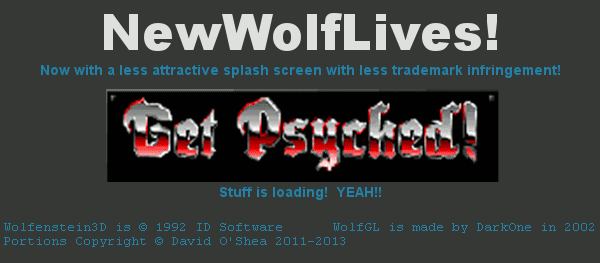 NewWolfLives!
Now with a less attractive splash screen with less trademark infringement!
Get Psyched!
Stuff is loading! YEAH!!
Wolfenstein3D is © 1992 ID Software WolfGL is made by DarkOne in 2002
Portions Copyright © David O'Shea 2011-2013